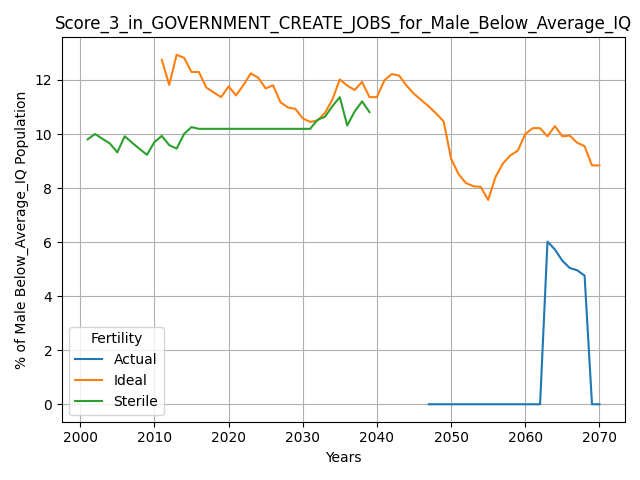 Score_3_in_GOVERNMENT_CREATE_JOBS_for_Male_Below_Average_IQ
% of Male Below_Average_IQ Population
12
10
8
6
4
2
0
Fertility
Actual
Ideal
Sterile
2000 2010 2020 2030 2040 2050 2060 2070
Years